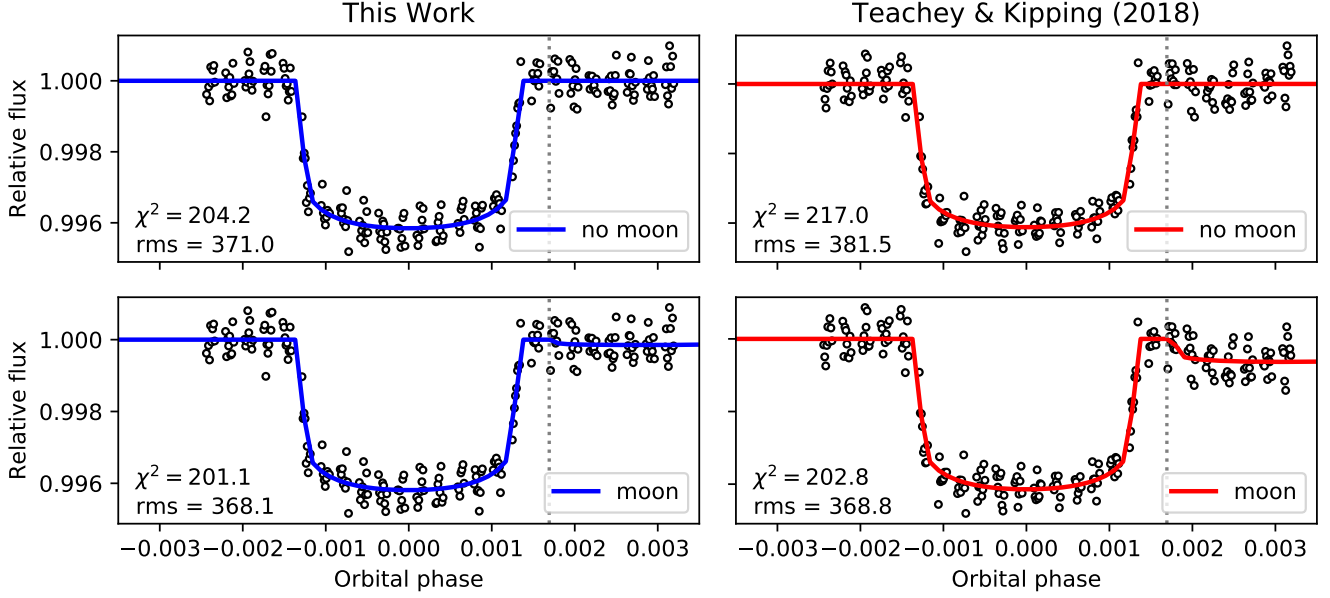 This Work
Teachey & Kipping (2018)
Relative flux
1.000
0.998
0.996
χ² = 204.2
rms = 371.0
no moon
χ² = 217.0
rms = 381.5
no moon
Relative flux
1.000
0.998
0.996
χ² = 201.1
rms = 368.1
moon
χ² = 202.8
rms = 368.8
moon
−0.003 −0.002 −0.001 0.000 0.001 0.002 0.003
Orbital phase
−0.003 −0.002 −0.001 0.000 0.001 0.002 0.003
Orbital phase